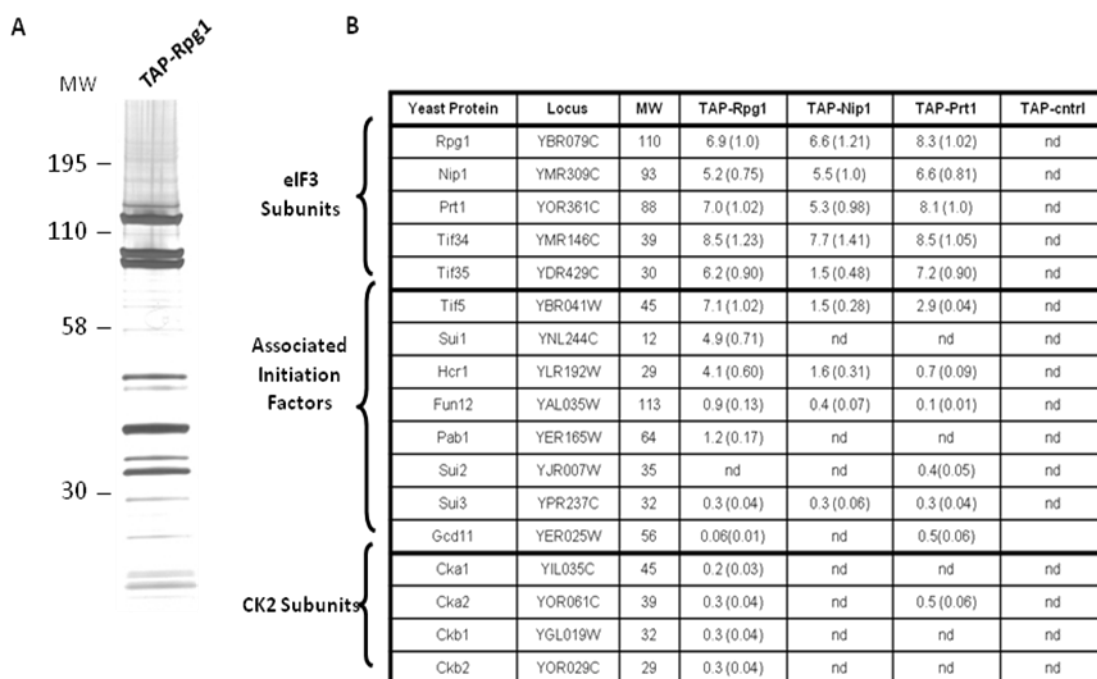 A
TAP-Rpg1
MW
195
110
58
30
B
Yeast Protein Locus MW TAP-Rpg1 TAP-Nip1 TAP-Prt1 TAP-cntrl
eIF3 Subunits
Rpg1 YBR079C 110 6.9 (1.0) 6.6 (1.21) 8.3 (1.02) nd
Nip1 YMR309C 93 5.2 (0.75) 5.5 (1.0) 6.6 (0.81) nd
Prt1 YOR361C 88 7.0 (1.02) 5.3 (0.98) 8.1 (1.0) nd
Tif34 YMR146C 39 8.5 (1.23) 7.7 (1.41) 8.5 (1.05) nd
Tif35 YDR429C 30 6.2 (0.90) 1.5 (0.48) 7.2 (0.90) nd
Associated Initiation Factors
Tif5 YBR041W 45 7.1 (1.02) 1.5 (0.28) 2.9 (0.04) nd
Sui1 YNL244C 12 4.9 (0.71) nd nd nd
Hcr1 YLR192W 29 4.1 (0.60) 1.6 (0.31) 0.7 (0.09) nd
Fun12 YAL035W 113 0.9 (0.13) 0.4 (0.07) 0.1 (0.01) nd
Pab1 YER165W 64 1.2 (0.17) nd nd nd
Sui2 YJR007W 35 nd nd 0.4(0.05) nd
Sui3 YPR237C 32 0.3 (0.04) 0.3 (0.06) 0.3 (0.04) nd
Gcd11 YER025W 56 0.06(0.01) nd 0.5(0.06)
CK2 Subunits
Cka1 YIL035C 45 0.2 (0.03) nd nd nd
Cka2 YOR061C 39 0.3 (0.04) nd 0.5 (0.06) nd
Ckb1 YGL019W 32 0.3 (0.04) nd nd nd
Ckb2 YOR029C 29 0.3 (0.04) nd nd nd